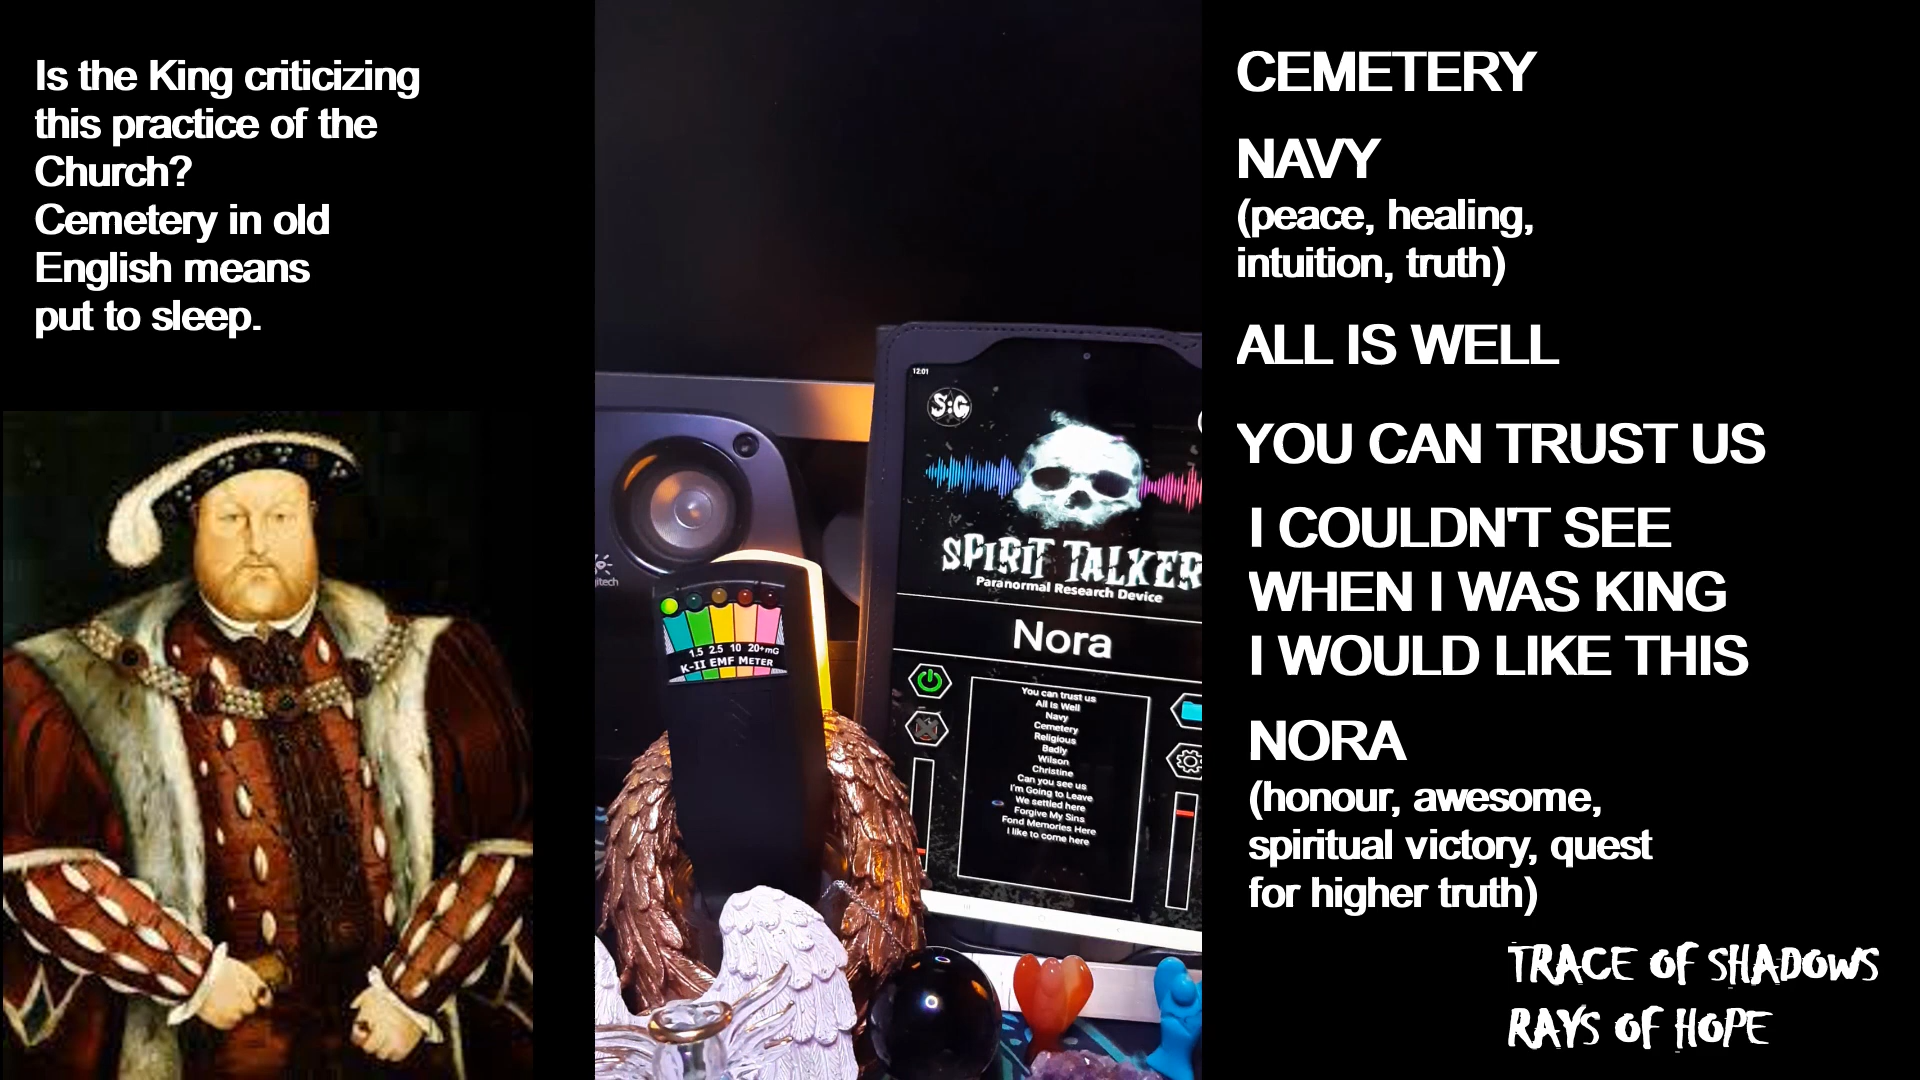 Is the King criticizing
this practice of the
Church?
Cemetery in old
English means
put to sleep.
12:01
S:G
SPIRIT TALKER
Paranormal Research Device
Nora
You can trust us
All Is Well
Navy
Cemetery
Religious
Badly
Wilson
Christine
Can you see us
I'm Going to Leave
We settled here
Forgive My Sins
Fond Memories Here
I like to come here
1.5 2.5 10 20+mG
K-II EMF METER
CEMETERY
NAVY
(peace, healing,
intuition, truth)
ALL IS WELL
YOU CAN TRUST US
I COULDN'T SEE
WHEN I WAS KING
I WOULD LIKE THIS
NORA
(honour, awesome,
spiritual victory, quest
for higher truth)
TRACE OF SHADOWS
RAYS OF HOPE